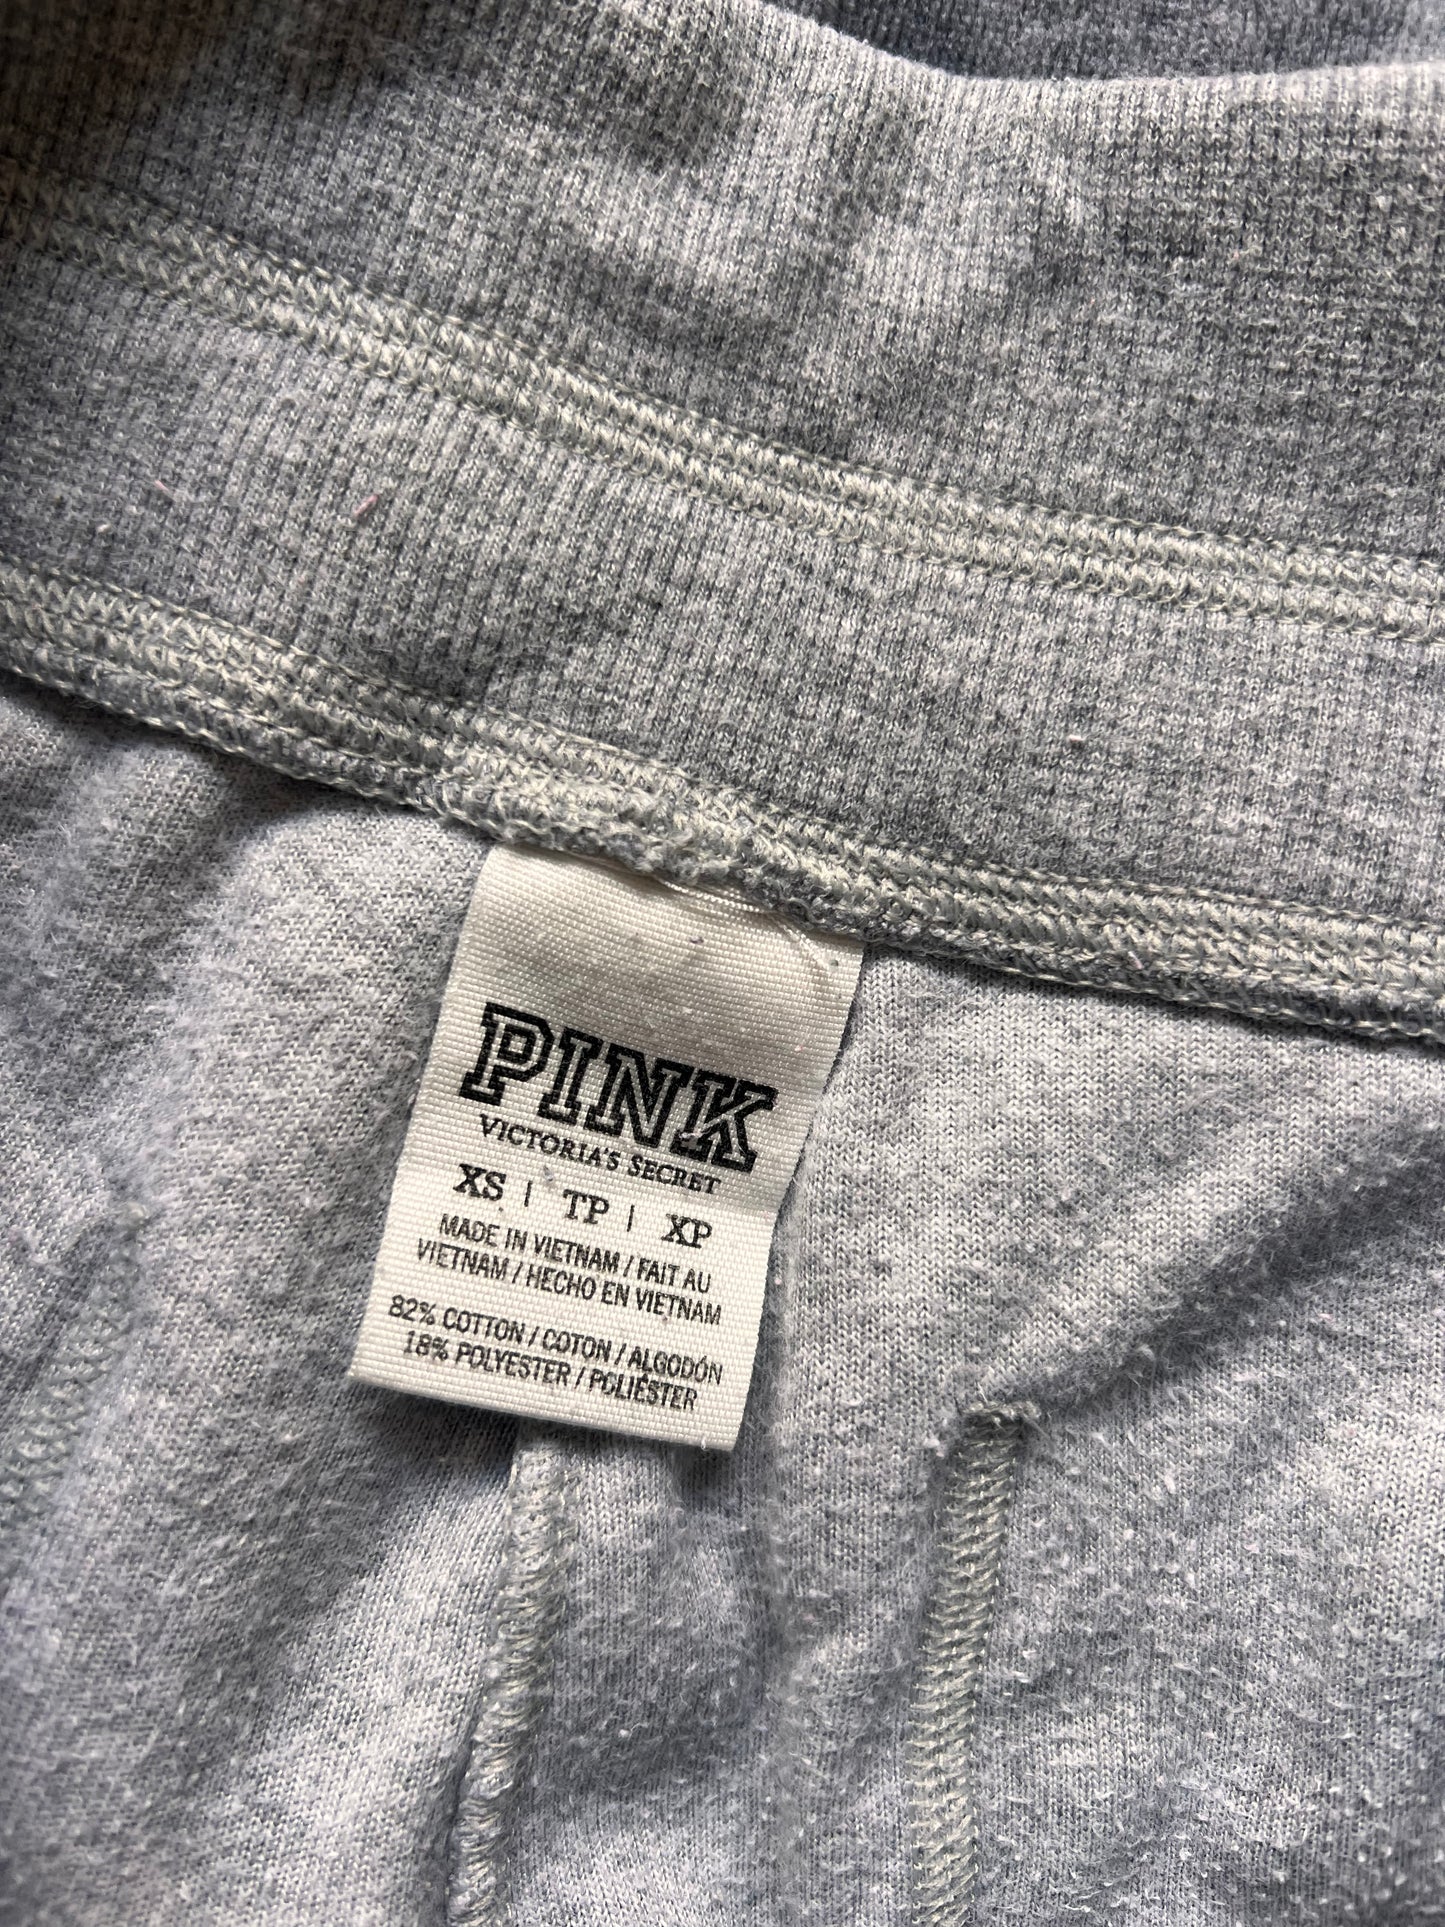 PINK
VICTORIA'S SECRET
XS | TP | XP
MADE IN VIETNAM / FAIT AU
VIETNAM / HECHO EN VIETNAM
82% COTTON / COTON / ALGODÓN
18% POLYESTER / POLIÉSTER